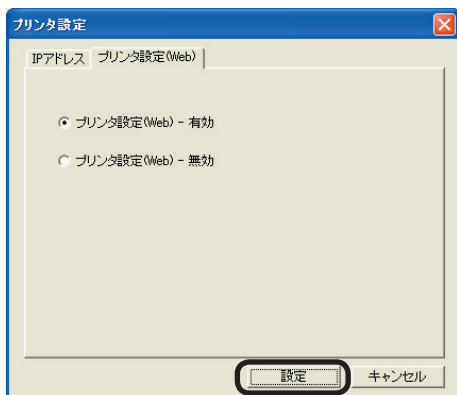 プリンタ設定
IPアドレス プリンタ設定(Web)
プリンタ設定(Web) - 有効
プリンタ設定(Web) - 無効
設定 キャンセル